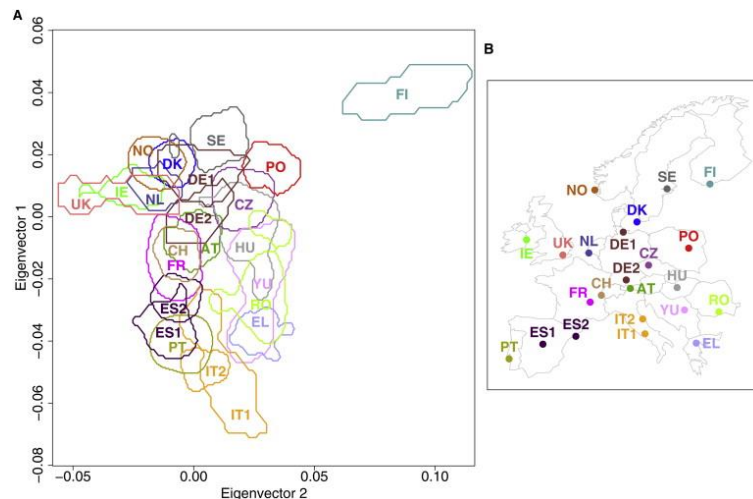 A
B
0.06
0.04
0.02
0.00
−0.02
−0.04
−0.06
−0.08
Eigenvector 1
FI
SE
NO
DK
PO
DE1
IE
NL
UK
CZ
DE2
HU
CH
AT
FR
YU
RO
ES2
EL
ES1
PT
IT2
IT1
−0.05
0.00
0.05
0.10
Eigenvector 2
FI
SE
NO
DK
DE1
PO
IE
UK
NL
CZ
DE2
HU
CH
AT
FR
RO
YU
IT2
ES1
ES2
IT1
EL
PT